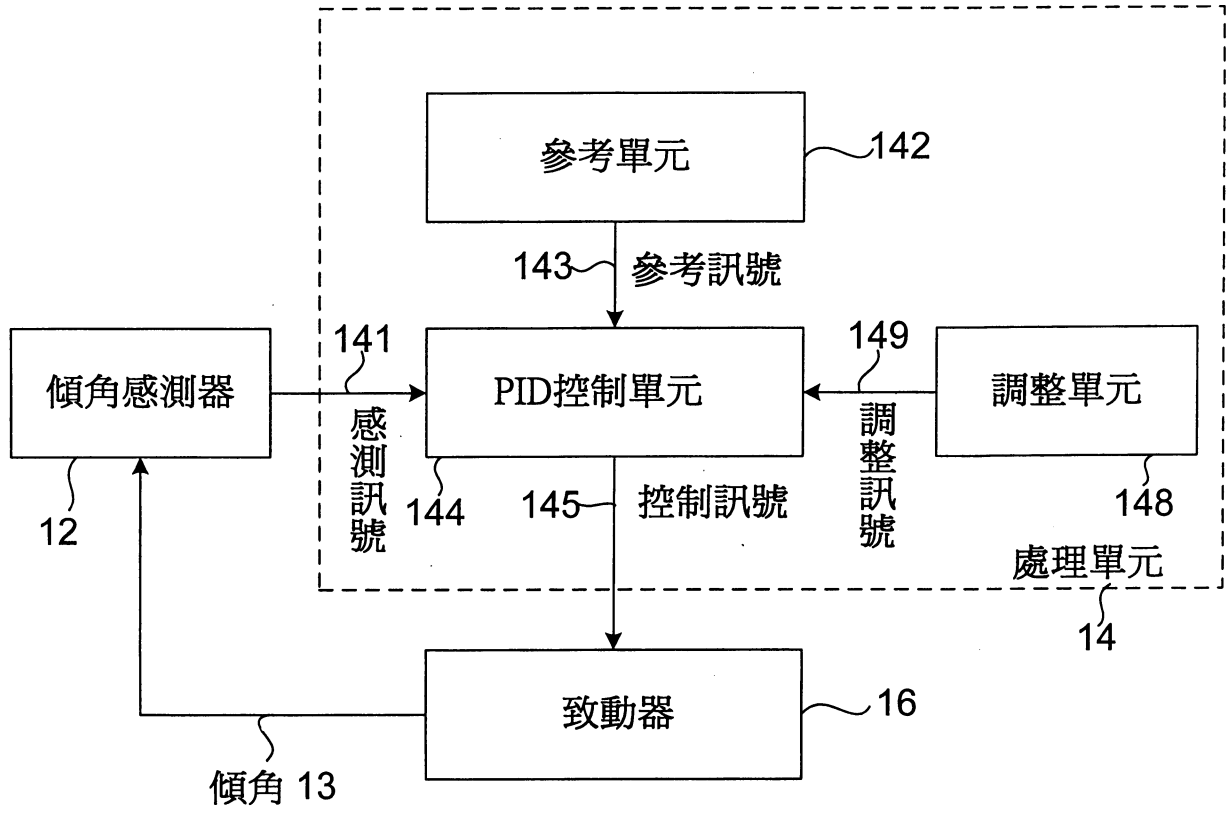 參考單元
142
143
參考訊號
傾角感測器
12
141
感測訊號
PID控制單元
144
149
調整訊號
調整單元
148
145
控制訊號
處理單元
14
致動器
16
傾角 13